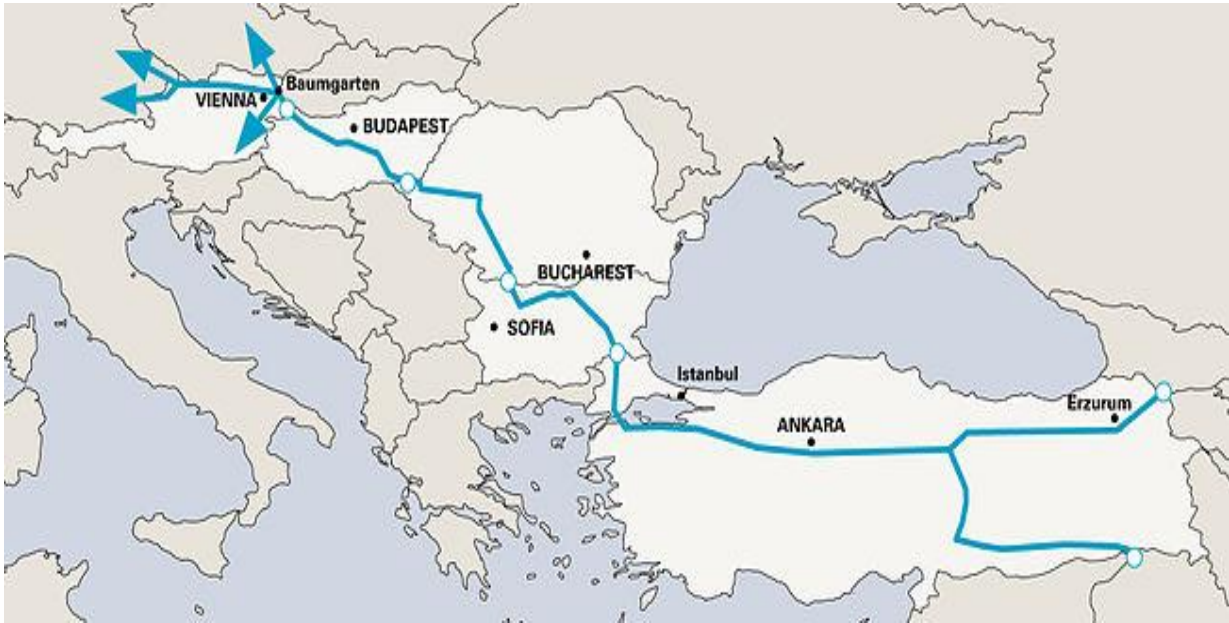 Baumgarten
VIENNA
BUDAPEST
BUCHAREST
SOFIA
Istanbul
Erzurum
ANKARA